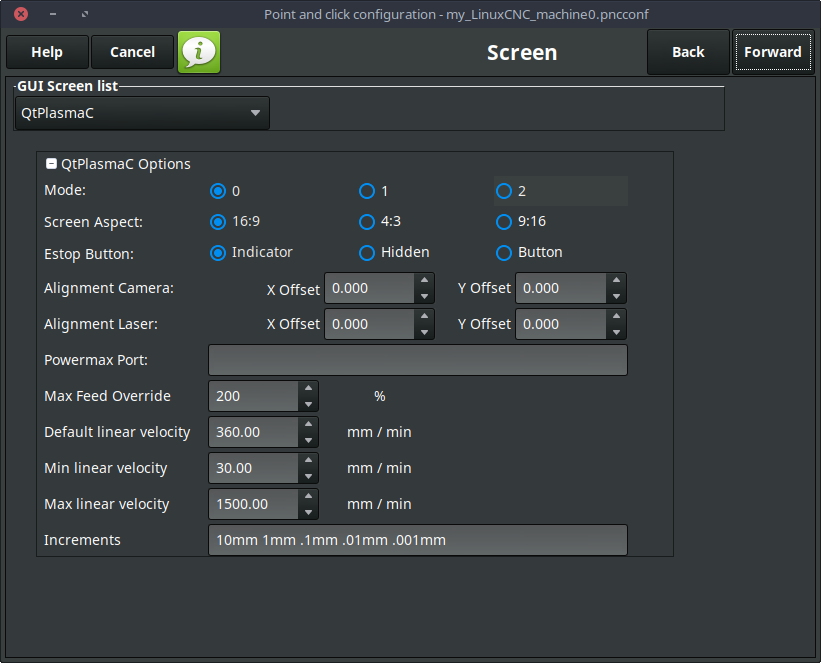 Point and click configuration - my_LinuxCNC_machine0.pncconf
Help Cancel Screen Back Forward
GUI Screen list
QtPlasmaC
QtPlasmaC Options
Mode: 0 1 2
Screen Aspect: 16:9 4:3 9:16
Estop Button: Indicator Hidden Button
Alignment Camera: X Offset 0.000 Y Offset 0.000
Alignment Laser: X Offset 0.000 Y Offset 0.000
Powermax Port:
Max Feed Override 200 %
Default linear velocity 360.00 mm / min
Min linear velocity 30.00 mm / min
Max linear velocity 1500.00 mm / min
Increments 10mm 1mm .1mm .01mm .001mm